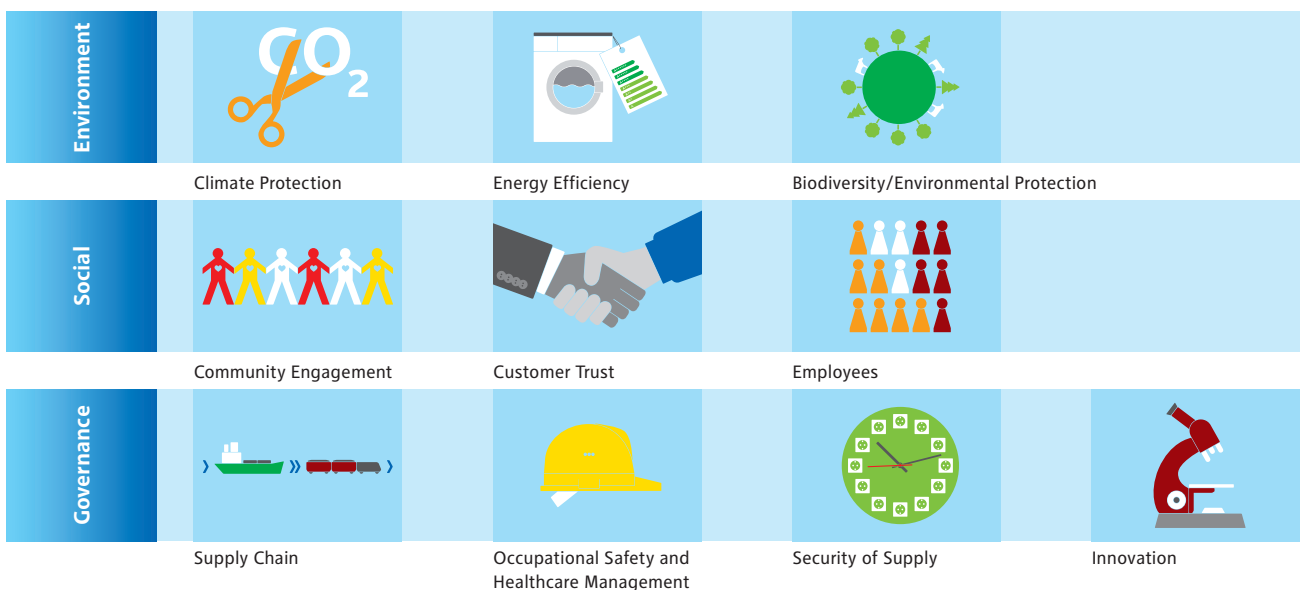 Environment
CO2
Climate Protection
Energy Efficiency
Biodiversity/Environmental Protection
Social
Community Engagement
Customer Trust
Employees
Governance
Supply Chain
Occupational Safety and
Healthcare Management
Security of Supply
Innovation